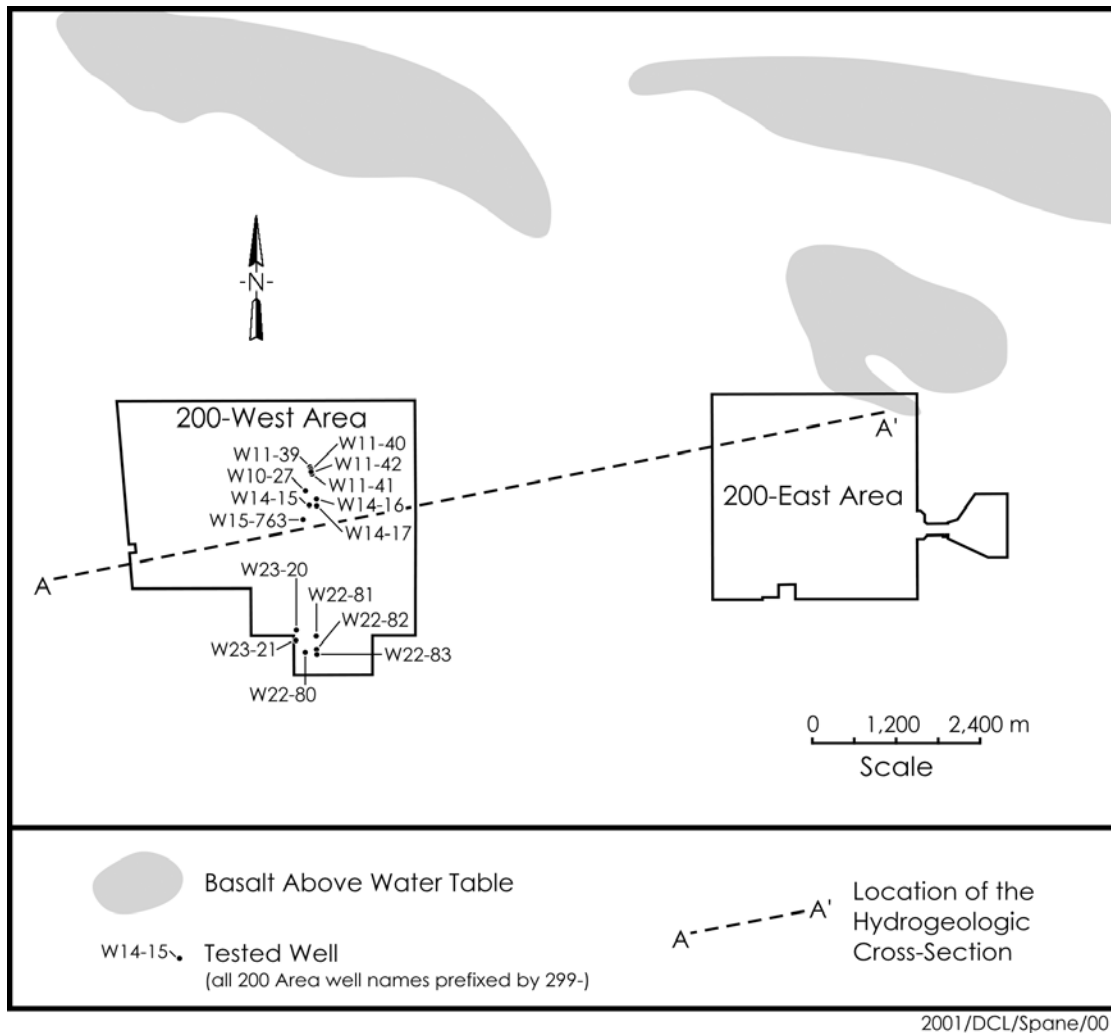 -N-
200-West Area
W11-39
W11-40
W11-42
W10-27
W11-41
W14-15
W14-16
W15-763
W14-17
A
A'
200-East Area
W23-20
W22-81
W22-82
W23-21
W22-83
W22-80
0 1,200 2,400 m
Scale
Basalt Above Water Table
W14-15
Tested Well
(all 200 Area well names prefixed by 299-)
A
A'
Location of the
Hydrogeologic
Cross-Section
2001/DCL/Spane/00